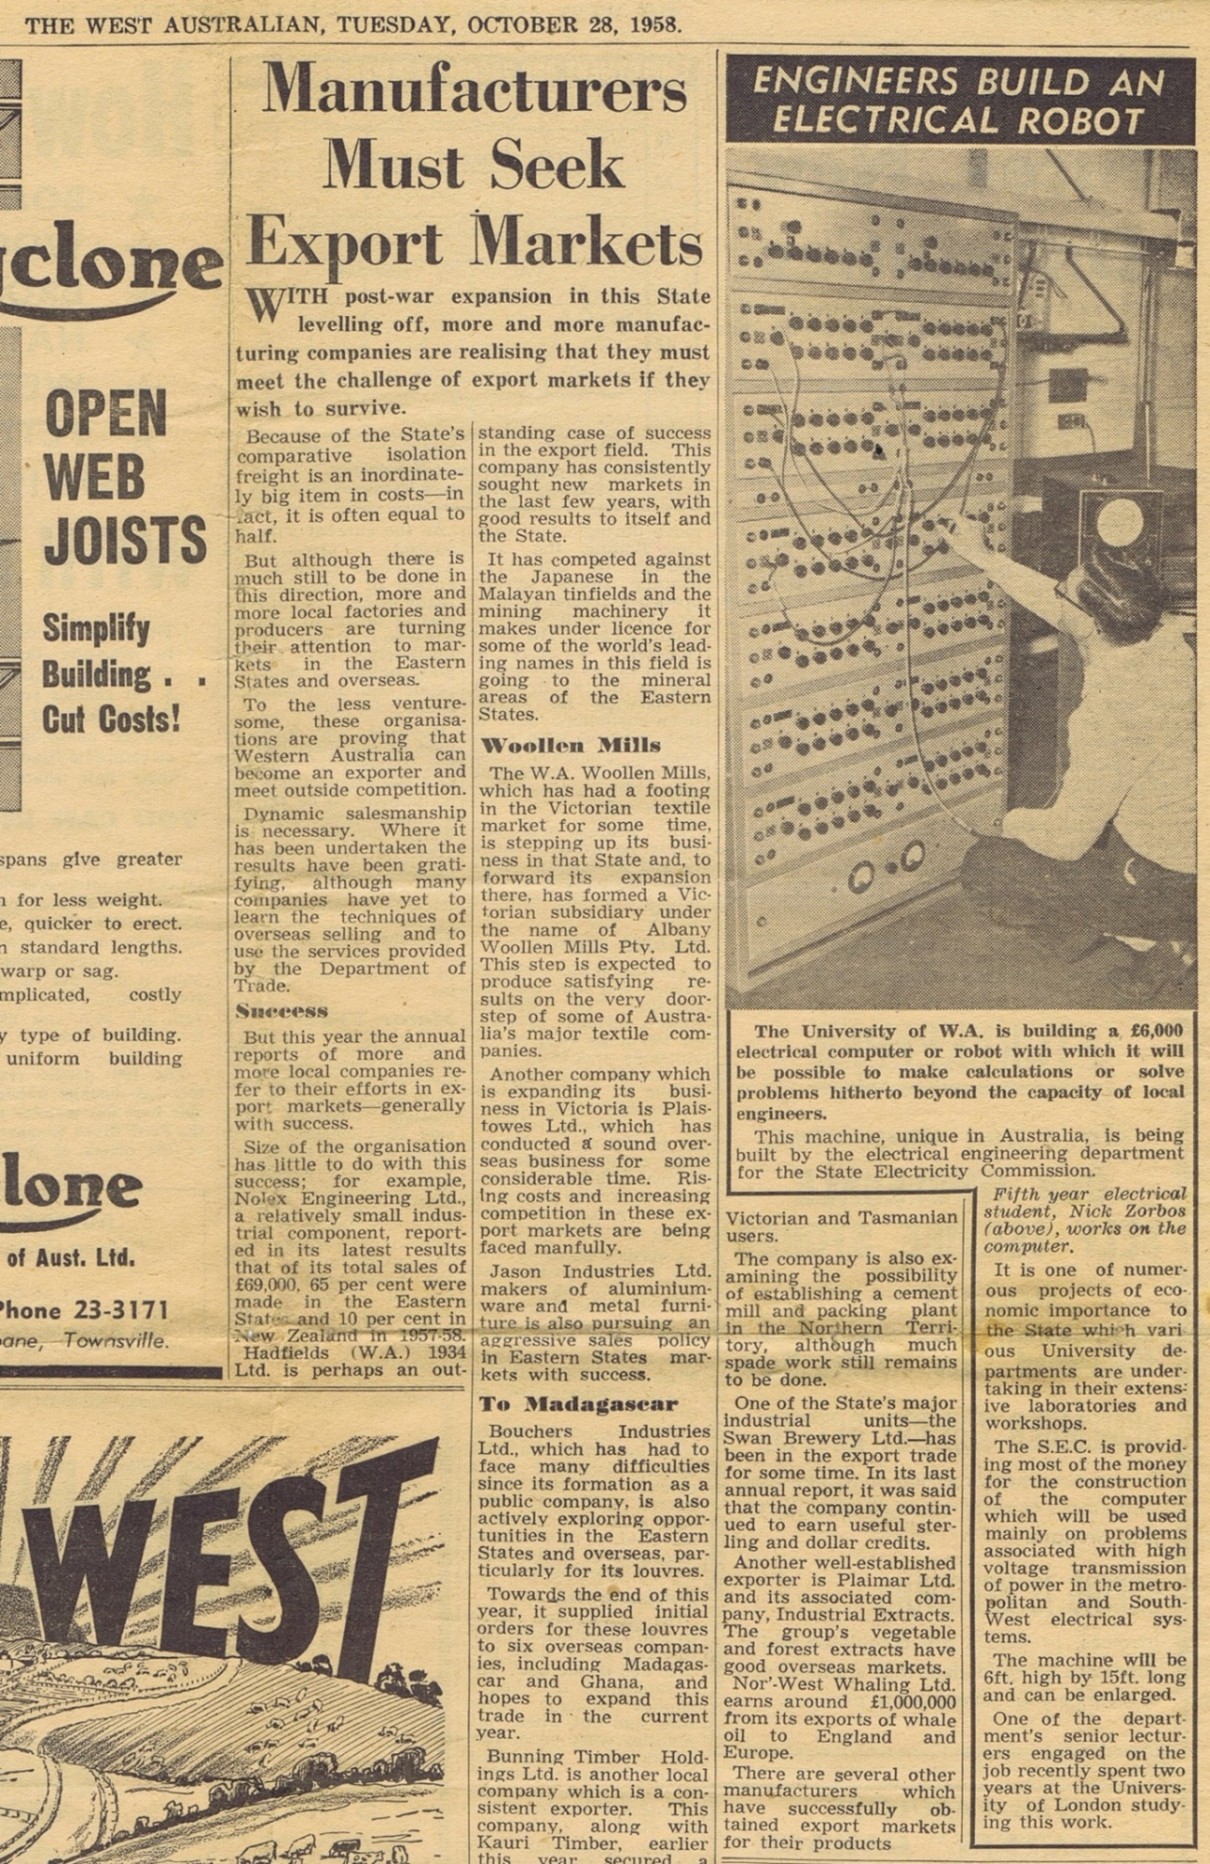 THE WEST AUSTRALIAN, TUESDAY, OCTOBER 28, 1958.
yclone
OPEN
WEB
JOISTS
Simplify
Building . .
Cut Costs!
spans give greater
n for less weight.
e, quicker to erect.
n standard lengths.
warp or sag.
mplicated, costly
y type of building.
uniform building
lone
of Aust. Ltd.
Phone 23-3171
bane, Townsville.
WEST
Manufacturers
Must Seek
Export Markets
WITH post-war expansion in this State
levelling off, more and more manufac-
turing companies are realising that they must
meet the challenge of export markets if they
wish to survive.
Because of the State's
comparative isolation
freight is an inordinate-
ly big item in costs—in
fact, it is often equal to
half.
But although there is
much still to be done in
this direction, more and
more local factories and
producers are turning
their attention to mar-
kets in the Eastern
States and overseas.
To the less venture-
some, these organisa-
tions are proving that
Western Australia can
become an exporter and
meet outside competition.
Dynamic salesmanship
is necessary. Where it
has been undertaken the
results have been grati-
fying, although many
companies have yet to
learn the techniques of
overseas selling and to
use the services provided
by the Department of
Trade.
Success
But this year the annual
reports of more and
more local companies re-
fer to their efforts in ex-
port markets—generally
with success.
Size of the organisation
has little to do with this
success; for example,
Nolex Engineering Ltd.,
a relatively small indus-
trial component, report-
ed in its latest results
that of its total sales of
£69,000, 65 per cent were
made in the Eastern
States and 10 per cent in
New Zealand in 1957-58.
Hadfields (W.A.) 1934
Ltd. is perhaps an out-
standing case of success
in the export field. This
company has consistently
sought new markets in
the last few years, with
good results to itself and
the State.
It has competed against
the Japanese in the
Malayan tinfields and the
mining machinery it
makes under licence for
some of the world's lead-
ing names in this field is
going to the mineral
areas of the Eastern
States.
Woollen Mills
The W.A. Woollen Mills,
which has had a footing
in the Victorian textile
market for some time,
is stepping up its busi-
ness in that State and, to
forward its expansion
there, has formed a Vic-
torian subsidiary under
the name of Albany
Woollen Mills Pty. Ltd.
This step is expected to
produce satisfying re-
sults on the very door-
step of some of Austra-
lia's major textile com-
panies.
Another company which
is expanding its busi-
ness in Victoria is Plais-
towes Ltd., which has
conducted a sound over-
seas business for some
considerable time. Ris-
ing costs and increasing
competition in these ex-
port markets are being
faced manfully.
Jason Industries Ltd.
makers of aluminium-
ware and metal furni-
ture is also pursuing an
aggressive sales policy
in Eastern States mar-
kets with success.
To Madagascar
Bouchers Industries
Ltd., which has had to
face many difficulties
since its formation as a
public company, is also
actively exploring oppor-
tunities in the Eastern
States and overseas, par-
ticularly for its louvres.
Towards the end of this
year, it supplied initial
orders for these louvres
to six overseas compan-
ies, including Madagas-
car and Ghana, and
hopes to expand this
trade in the current
year.
Bunning Timber Hold-
ings Ltd. is another local
company which is a con-
sistent exporter. This
company, along with
Kauri Timber, earlier
this year secured a
Victorian and Tasmanian
users.
The company is also ex-
amining the possibility
of establishing a cement
mill and packing plant
in the Northern Terri-
tory, although much
spade work still remains
to be done.
One of the State's major
industrial units—the
Swan Brewery Ltd.—has
been in the export trade
for some time. In its last
annual report, it was said
that the company contin-
ued to earn useful ster-
ling and dollar credits.
Another well-established
exporter is Plaimar Ltd.
and its associated com-
pany, Industrial Extracts.
The group's vegetable
and forest extracts have
good overseas markets.
Nor'-West Whaling Ltd.
earns around £1,000,000
from its exports of whale
oil to England and
Europe.
There are several other
manufacturers which
have successfully ob-
tained export markets
for their products
ENGINEERS BUILD AN
ELECTRICAL ROBOT
The University of W.A. is building a £6,000
electrical computer or robot with which it will
be possible to make calculations or solve
problems hitherto beyond the capacity of local
engineers.
This machine, unique in Australia, is being
built by the electrical engineering department
for the State Electricity Commission.
Fifth year electrical
student, Nick Zorbos
(above), works on the
computer.
It is one of numer-
ous projects of eco-
nomic importance to
the State which vari
ous University de-
partments are under-
taking in their extens-
ive laboratories and
workshops.
The S.E.C. is provid-
ing most of the money
for the construction
of the computer
which will be used
mainly on problems
associated with high
voltage transmission
of power in the metro-
politan and South-
West electrical sys-
tems.
The machine will be
6ft. high by 15ft. long
and can be enlarged.
One of the depart-
ment's senior lectur-
ers engaged on the
job recently spent two
years at the Univers-
ity of London study-
ing this work.